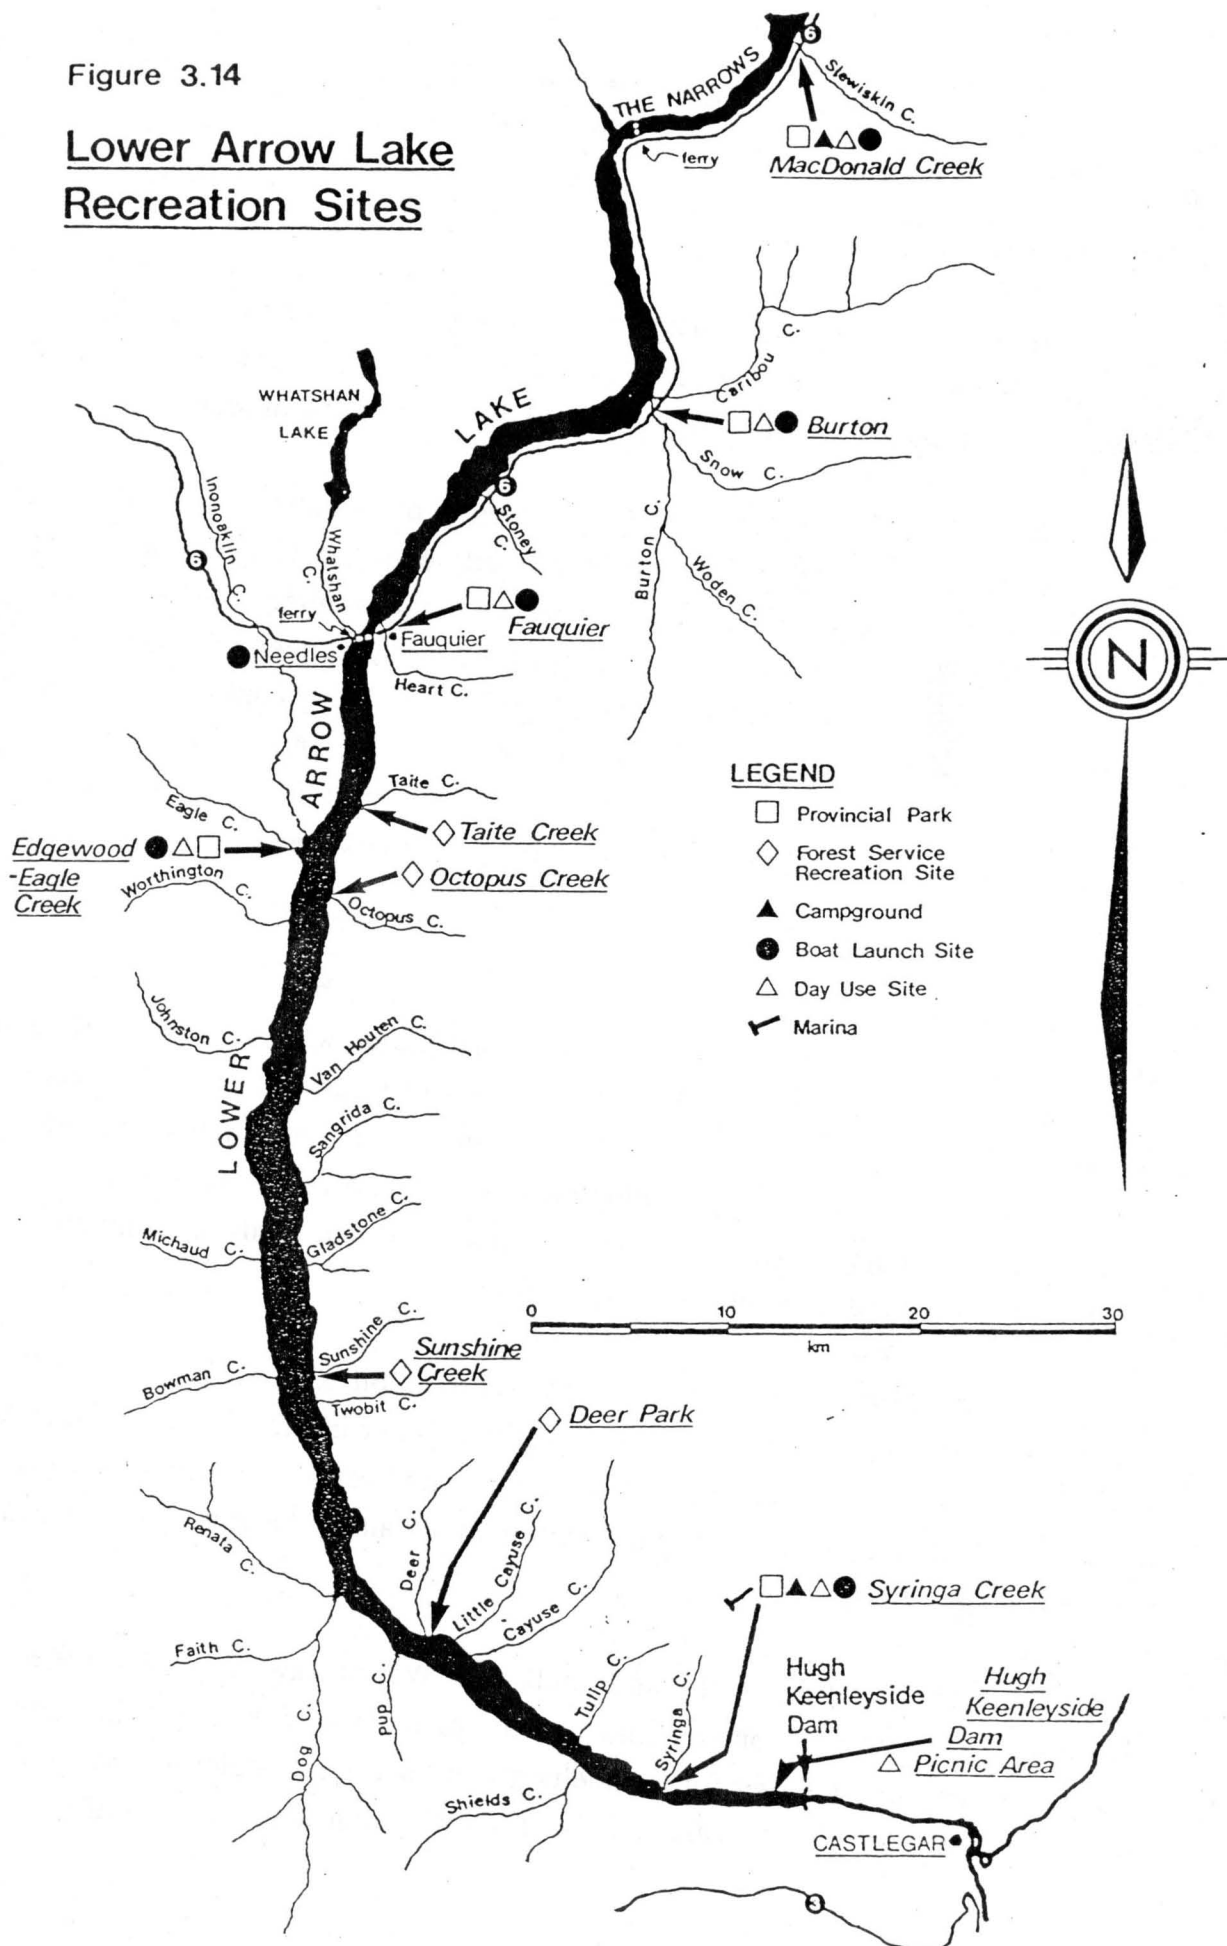 Figure 3.14
Lower Arrow Lake
Recreation Sites
THE NARROWS
6
Slewiskin C.
ferry
MacDonald Creek
Caribou C.
Burton
Snow C.
Burton C.
Woden C.
WHATSHAN
LAKE
LAKE
6
Stoney
C.
Inonoaklin C.
6
Whatshan
C.
ferry
Fauquier
Fauquier
Needles
Heart C.
ARROW
Taite C.
Taite Creek
Eagle C.
Edgewood
-Eagle
Creek
Worthington C.
Octopus Creek
Octopus C.
LEGEND
Provincial Park
Forest Service
Recreation Site
Campground
Boat Launch Site
Day Use Site
Marina
N
Johnston C.
LOWER
Van Houten C.
Sangrida C.
Michaud C.
Gladstone C.
0 10 20 30
km
Sunshine C.
Sunshine
Creek
Bowman C.
Twobit C.
Deer Park
Renata C.
Deer C.
Little Cayuse C.
Cayuse C.
Faith C.
Pup C.
Dog C.
Tulip C.
Syringa C.
Shields C.
Syringa Creek
Hugh
Keenleyside
Dam
Hugh
Keenleyside
Dam
Picnic Area
CASTLEGAR
3